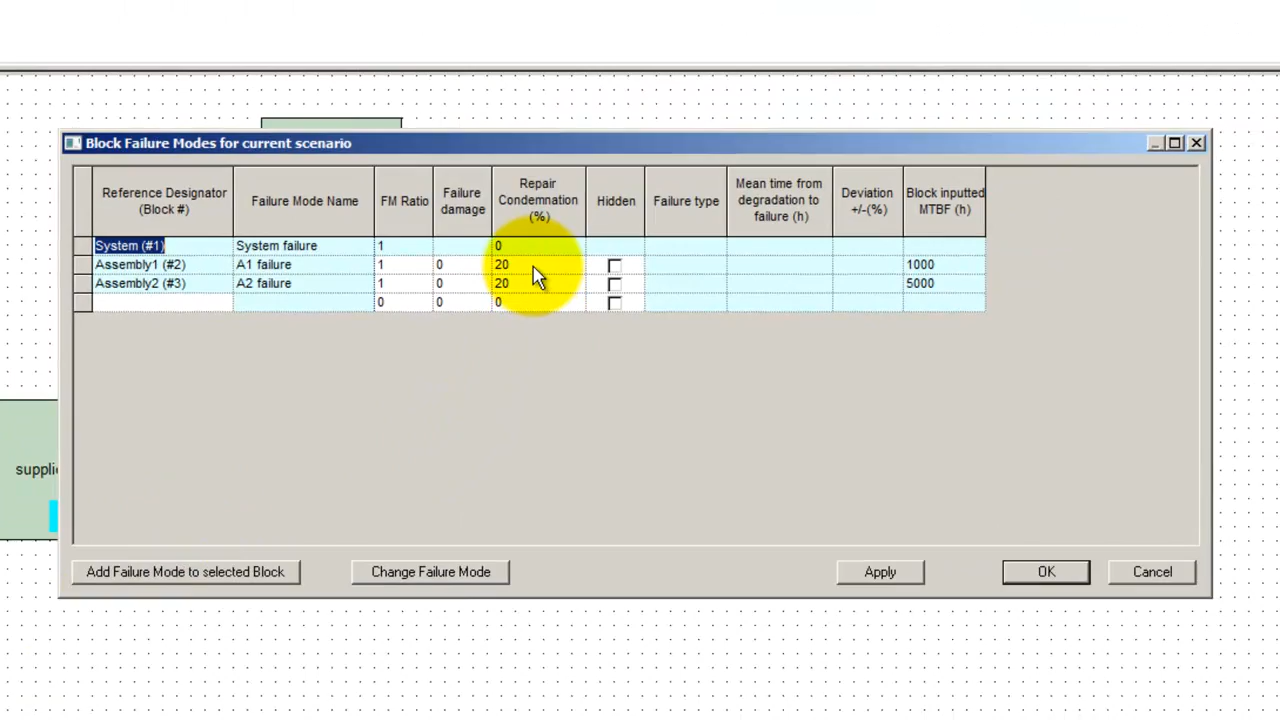 Block Failure Modes for current scenario
Reference Designator (Block #) Failure Mode Name FM Ratio Failure damage Repair Condemnation (%) Hidden Failure type Mean time from degradation to failure (h) Deviation +/-(%) Block inputted MTBF (h)
System (#1) System failure 1 0
Assembly1 (#2) A1 failure 1 0 20 1000
Assembly2 (#3) A2 failure 1 0 20 5000
0 0 0
supplie
Add Failure Mode to selected Block Change Failure Mode Apply OK Cancel